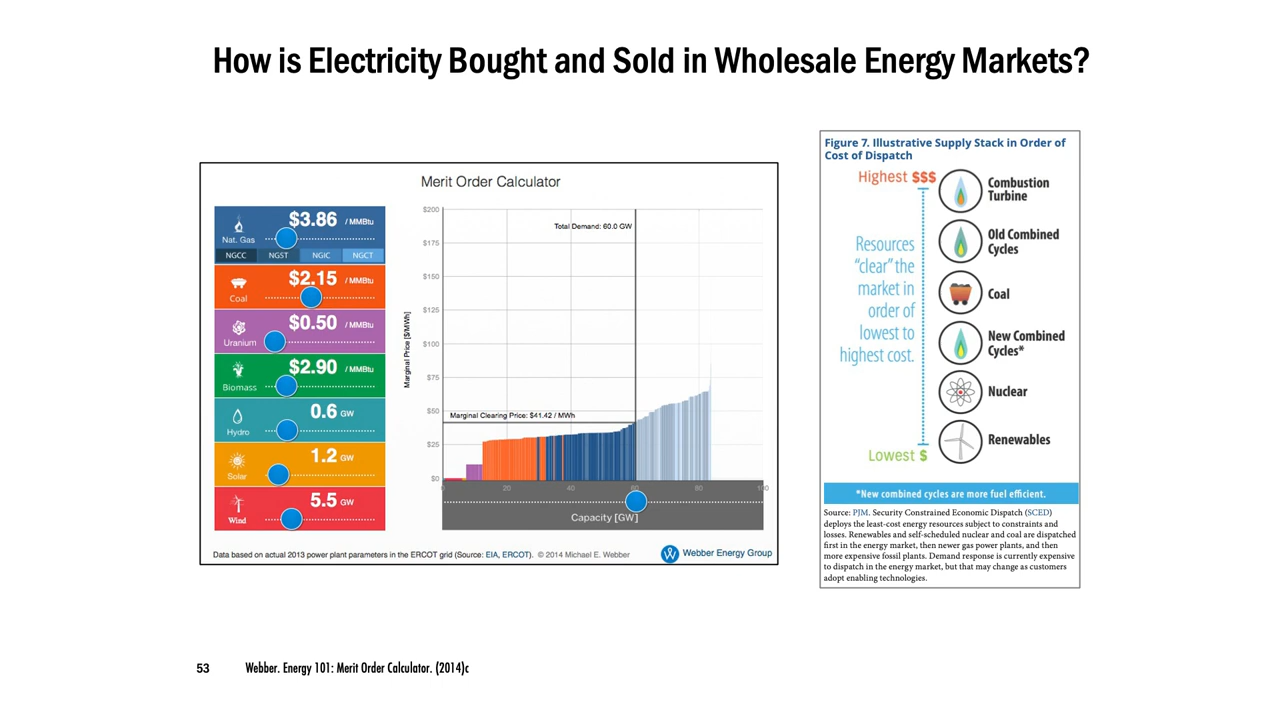 How is Electricity Bought and Sold in Wholesale Energy Markets?
Merit Order Calculator
$3.86 / MMBtu
Nat. Gas
NGCC NGST NGIC NGCT
$2.15 / MMBtu
Coal
$0.50 / MMBtu
Uranium
$2.90 / MMBtu
Biomass
0.6 GW
Hydro
1.2 GW
Solar
5.5 GW
Wind
Marginal Price [$/MWh]
$200
$175
$150
$125
$100
$75
$50
$25
$0
Total Demand: 60.0 GW
Marginal Clearing Price: $41.42 / MWh
0 20 40 60 80 100
Capacity [GW]
Data based on actual 2013 power plant parameters in the ERCOT grid (Source: EIA, ERCOT). © 2014 Michael E. Webber
W Webber Energy Group
Figure 7. Illustrative Supply Stack in Order of
Cost of Dispatch
Highest $$$
Resources
“clear” the
market in
order of
lowest to
highest cost.
Lowest $
Combustion
Turbine
Old Combined
Cycles
Coal
New Combined
Cycles*
Nuclear
Renewables
*New combined cycles are more fuel efficient.
Source: PJM. Security Constrained Economic Dispatch (SCED)
deploys the least-cost energy resources subject to constraints and
losses. Renewables and self-scheduled nuclear and coal are dispatched
first in the energy market, then newer gas power plants, and then
more expensive fossil plants. Demand response is currently expensive
to dispatch in the energy market, but that may change as customers
adopt enabling technologies.
53 Webber. Energy 101: Merit Order Calculator. (2014)c